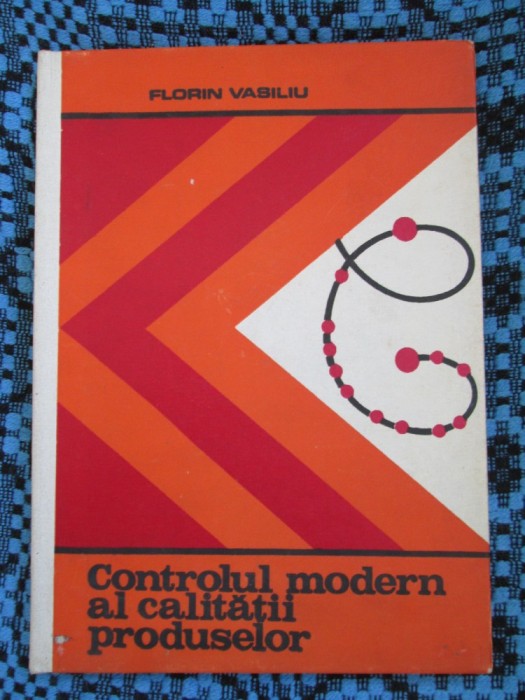 FLORIN VASILIU
Controlul modern
al calității
produselor